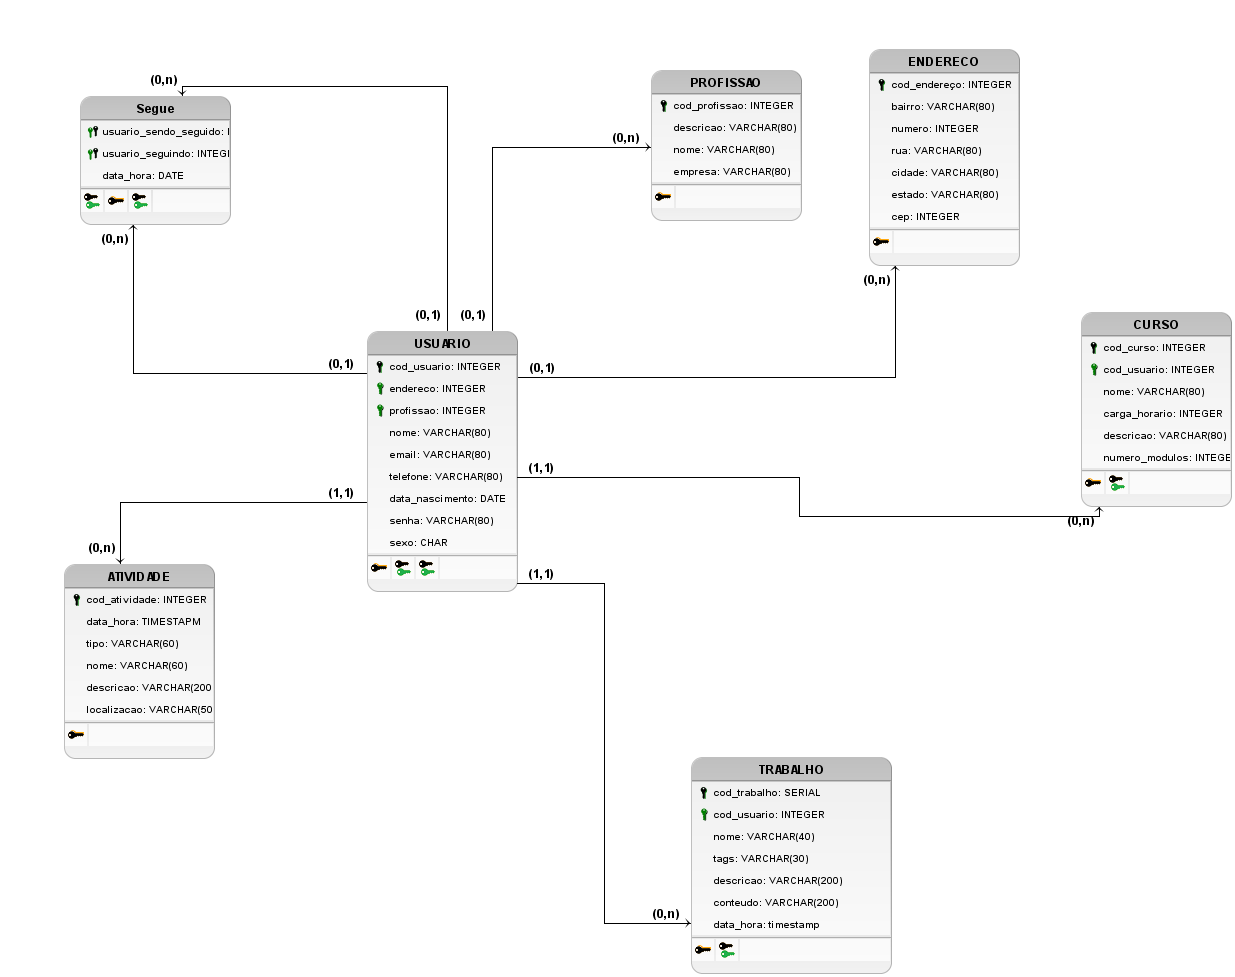 (0,n)
Segue
usuario_sendo_seguido: I
usuario_seguindo: INTEG
data_hora: DATE
(0,n)
PROFISSAO
cod_profissao: INTEGER
descricao: VARCHAR(80)
nome: VARCHAR(80)
empresa: VARCHAR(80)
(0,n)
ENDERECO
cod_endereço: INTEGER
bairro: VARCHAR(80)
numero: INTEGER
rua: VARCHAR(80)
cidade: VARCHAR(80)
estado: VARCHAR(80)
cep: INTEGER
(0,n)
(0,1)
(0,1)
(0,1)
(0,1)
USUARIO
cod_usuario: INTEGER
endereco: INTEGER
profissao: INTEGER
nome: VARCHAR(80)
email: VARCHAR(80)
telefone: VARCHAR(80)
data_nascimento: DATE
senha: VARCHAR(80)
sexo: CHAR
(1,1)
(1,1)
(1,1)
CURSO
cod_curso: INTEGER
cod_usuario: INTEGER
nome: VARCHAR(80)
carga_horario: INTEGER
descricao: VARCHAR(80)
numero_modulos: INTEGE
(0,n)
(0,n)
ATIVIDADE
cod_atividade: INTEGER
data_hora: TIMESTAPM
tipo: VARCHAR(60)
nome: VARCHAR(60)
descricao: VARCHAR(200
localizacao: VARCHAR(50
(0,n)
TRABALHO
cod_trabalho: SERIAL
cod_usuario: INTEGER
nome: VARCHAR(40)
tags: VARCHAR(30)
descricao: VARCHAR(200)
conteudo: VARCHAR(200)
data_hora: timestamp